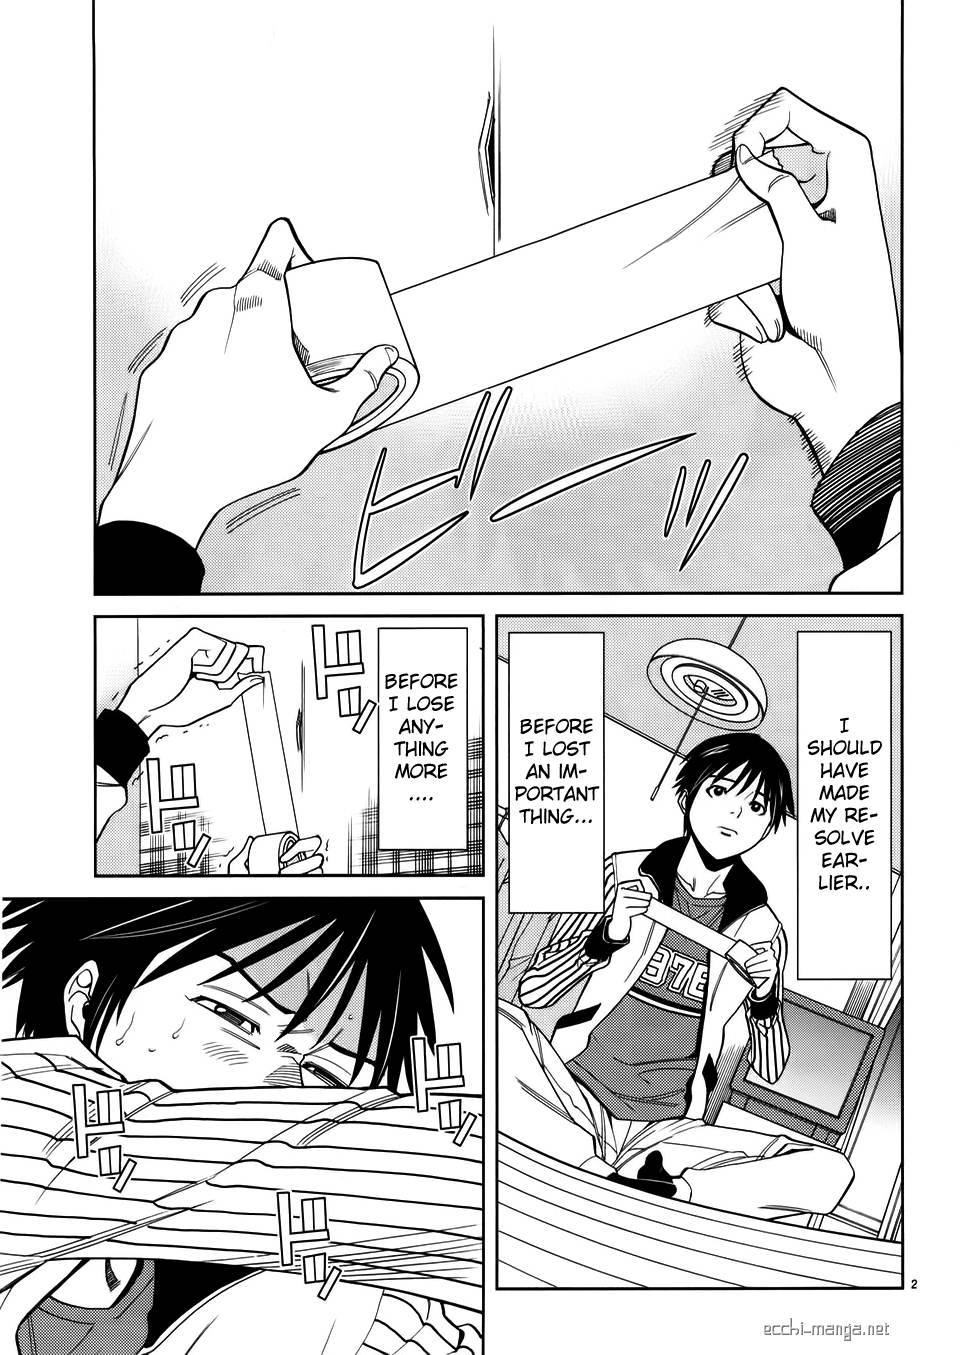 ビーッ
I
SHOULD
HAVE
MADE
MY RE-
SOLVE
EAR-
LIER..
BEFORE
I LOST
AN IM-
PORTANT
THING...
1976
BEFORE
I LOSE
ANY-
THING
MORE
....
ドッ
ドッ
ドッ
ドッ
ドッ
2
ecchi-manga.net